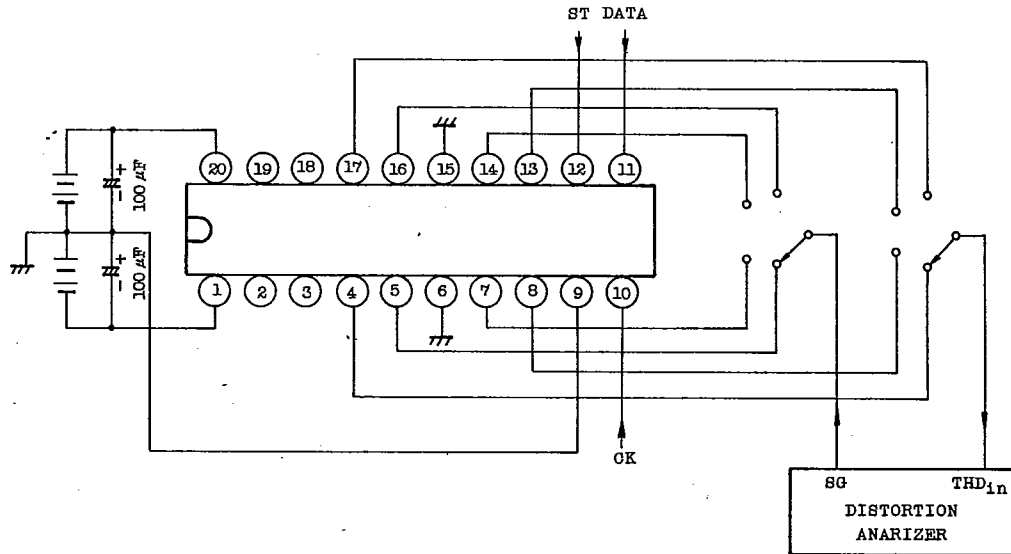 ST DATA
20 19 18 17 16 15 14 13 12 11
+
-
100 μF
+
-
100 μF
1 2 3 4 5 6 7 8 9 10
CK
SG THDin
DISTORTION
ANARIZER